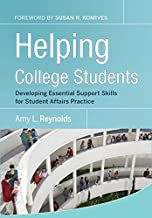 FOREWORD BY SUSAN R. KOMIVES
Helping
College Students
Developing Essential Support Skills
for Student Affairs Practice
Amy L. Reynolds